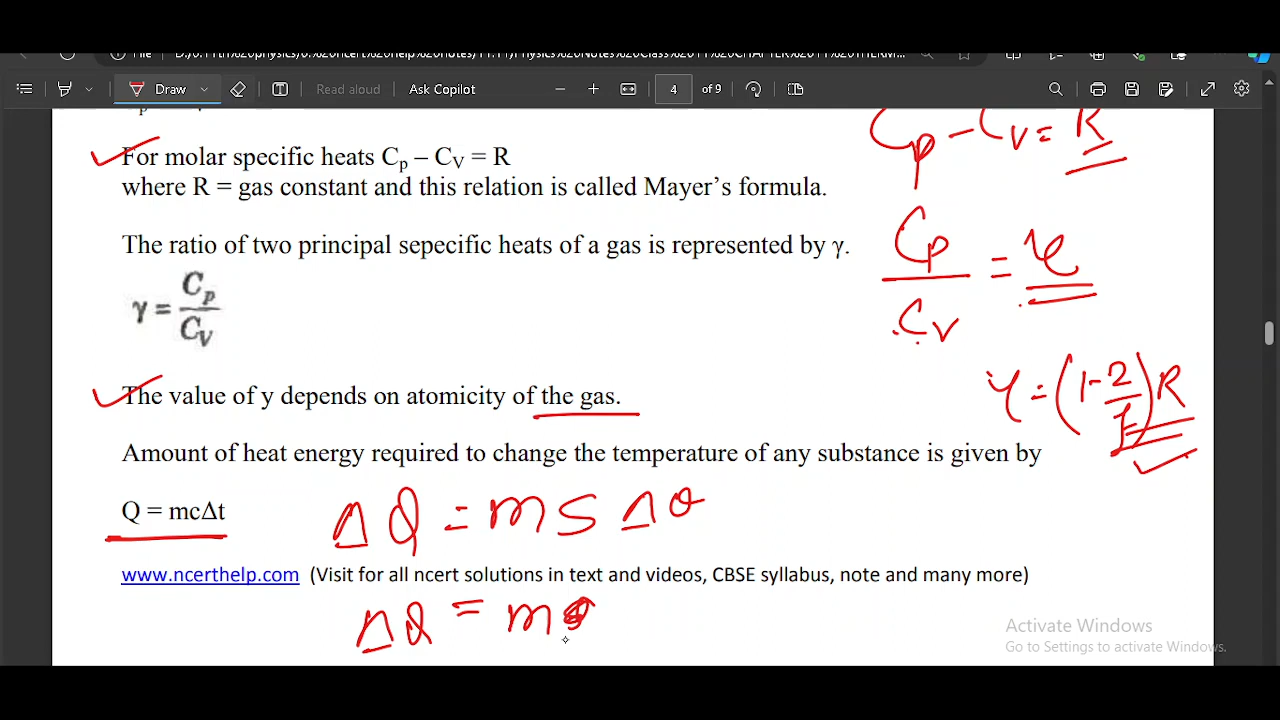 Draw
Read aloud
Ask Copilot
4 of 9
For molar specific heats Cp – CV = R
where R = gas constant and this relation is called Mayer's formula.
Cp – CV = R
The ratio of two principal sepecific heats of a gas is represented by γ.
γ = Cp / CV
Cp / CV =
The value of y depends on atomicity of the gas.
γ = (1 - 2/f) R
Amount of heat energy required to change the temperature of any substance is given by
Q = mcΔt
ΔQ = m s Δθ
www.ncerthelp.com (Visit for all ncert solutions in text and videos, CBSE syllabus, note and many more)
ΔQ = m
Activate Windows
Go to Settings to activate Windows.